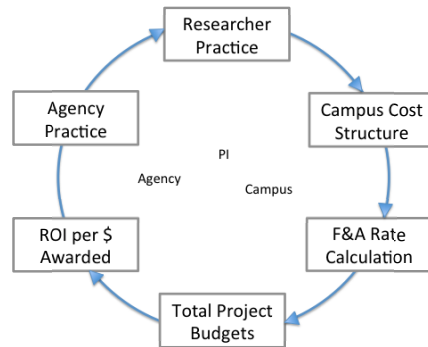 Researcher
Practice
Agency
Practice
Campus Cost
Structure
PI
Agency
Campus
ROI per $
Awarded
F&A Rate
Calculation
Total Project
Budgets